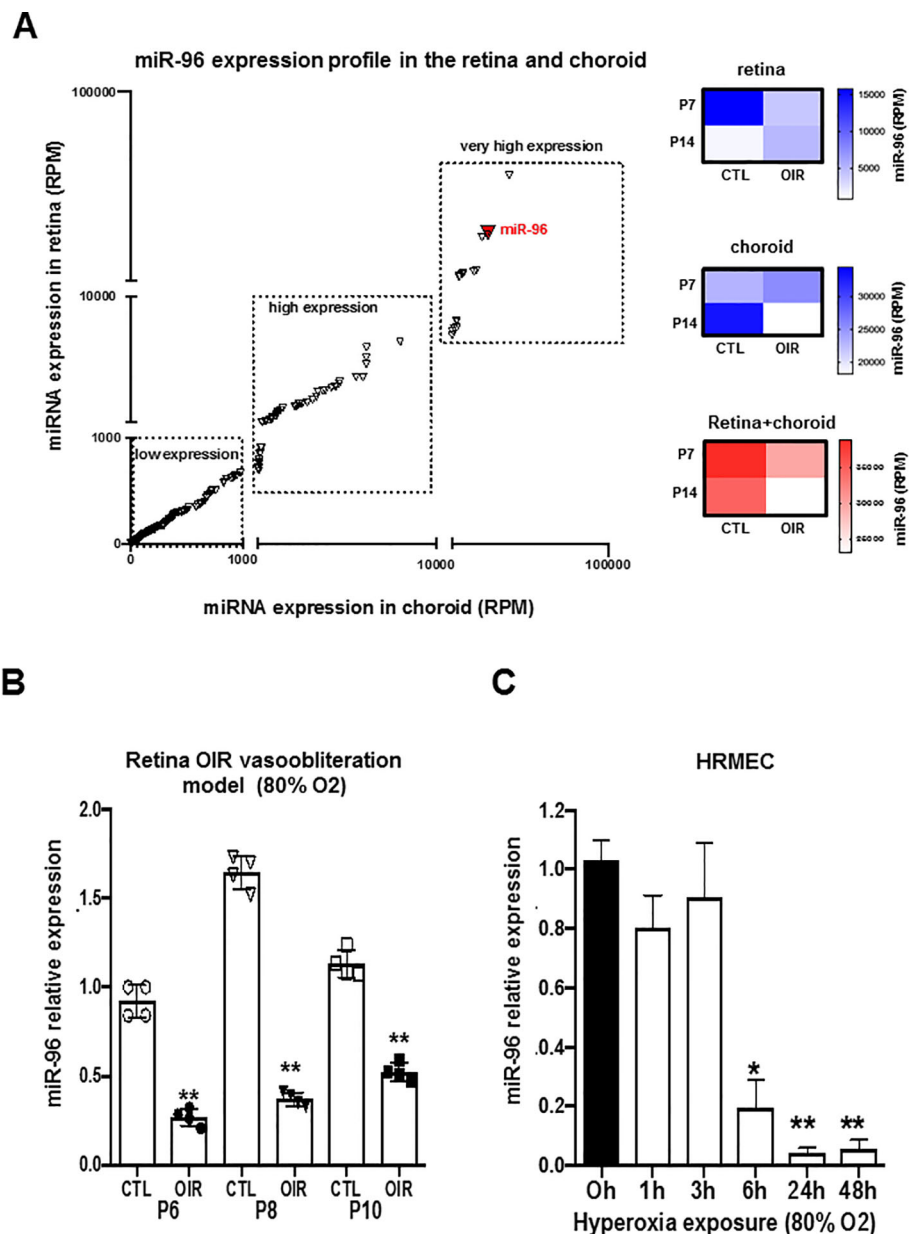 A
miR-96 expression profile in the retina and choroid
miRNA expression in retina (RPM)
100000
10000
1000
0
very high expression
miR-96
high expression
low expression
0
1000
10000
100000
miRNA expression in choroid (RPM)
retina
P7
P14
CTL
OIR
15000
10000
5000
miR-96 (RPM)
choroid
P7
P14
CTL
OIR
30000
20000
miR-96 (RPM)
Retina+choroid
P7
P14
CTL
OIR
30000
25000
miR-96 (RPM)
B
Retina OIR vasoobliteration
model (80% O2)
miR-96 relative expression
2.0
1.5
1.0
0.5
0.0
**
**
**
CTL OIR CTL OIR CTL OIR
P6 P8 P10
C
HRMEC
miR-96 relative expression
1.2
1.0
0.8
0.6
0.4
0.2
0.0
*
**
**
0h 1h 3h 6h 24h 48h
Hyperoxia exposure (80% O2)